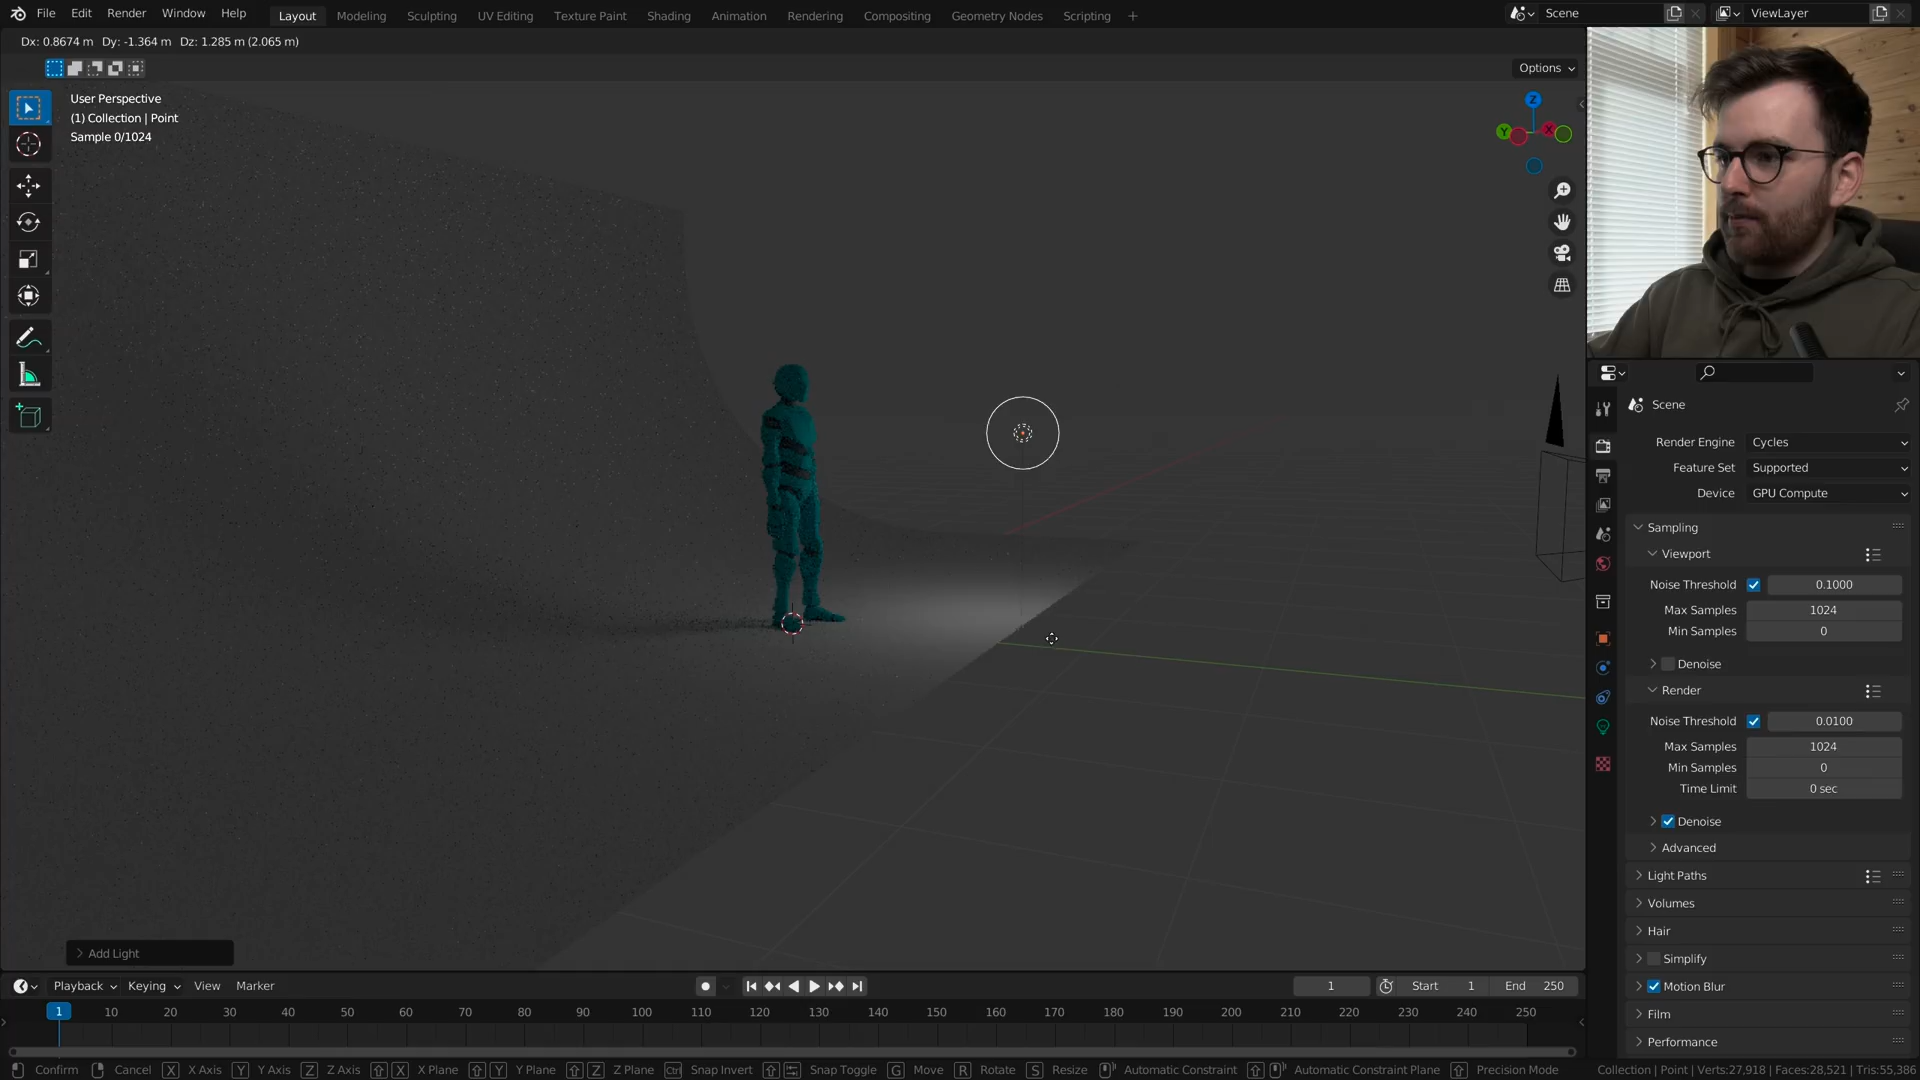 File Edit Render Window Help
Layout Modeling Sculpting UV Editing Texture Paint Shading Animation Rendering Compositing Geometry Nodes Scripting +
Scene
ViewLayer
Dx: 0.8674 m Dy: -1.364 m Dz: 1.285 m (2.065 m)
Options
User Perspective
(1) Collection | Point
Sample 0/1024
Z
Y
X
Scene
Render Engine Cycles
Feature Set Supported
Device GPU Compute
Sampling
Viewport
Noise Threshold 0.1000
Max Samples 1024
Min Samples 0
Denoise
Render
Noise Threshold 0.0100
Max Samples 1024
Min Samples 0
Time Limit 0 sec
Denoise
Advanced
Light Paths
Volumes
Hair
Simplify
Motion Blur
Film
Performance
Add Light
Playback Keying View Marker
1
Start 1
End 250
1 10 20 30 40 50 60 70 80 90 100 110 120 130 140 150 160 170 180 190 200 210 220 230 240 250
Confirm Cancel X X Axis Y Y Axis Z Z Axis X X Plane Y Y Plane Z Z Plane Ctrl Snap Invert Snap Toggle G Move R Rotate S Resize Automatic Constraint Automatic Constraint Plane Precision Mode
Collection | Point | Verts:27,918 | Faces:28,521 | Tris:55,386